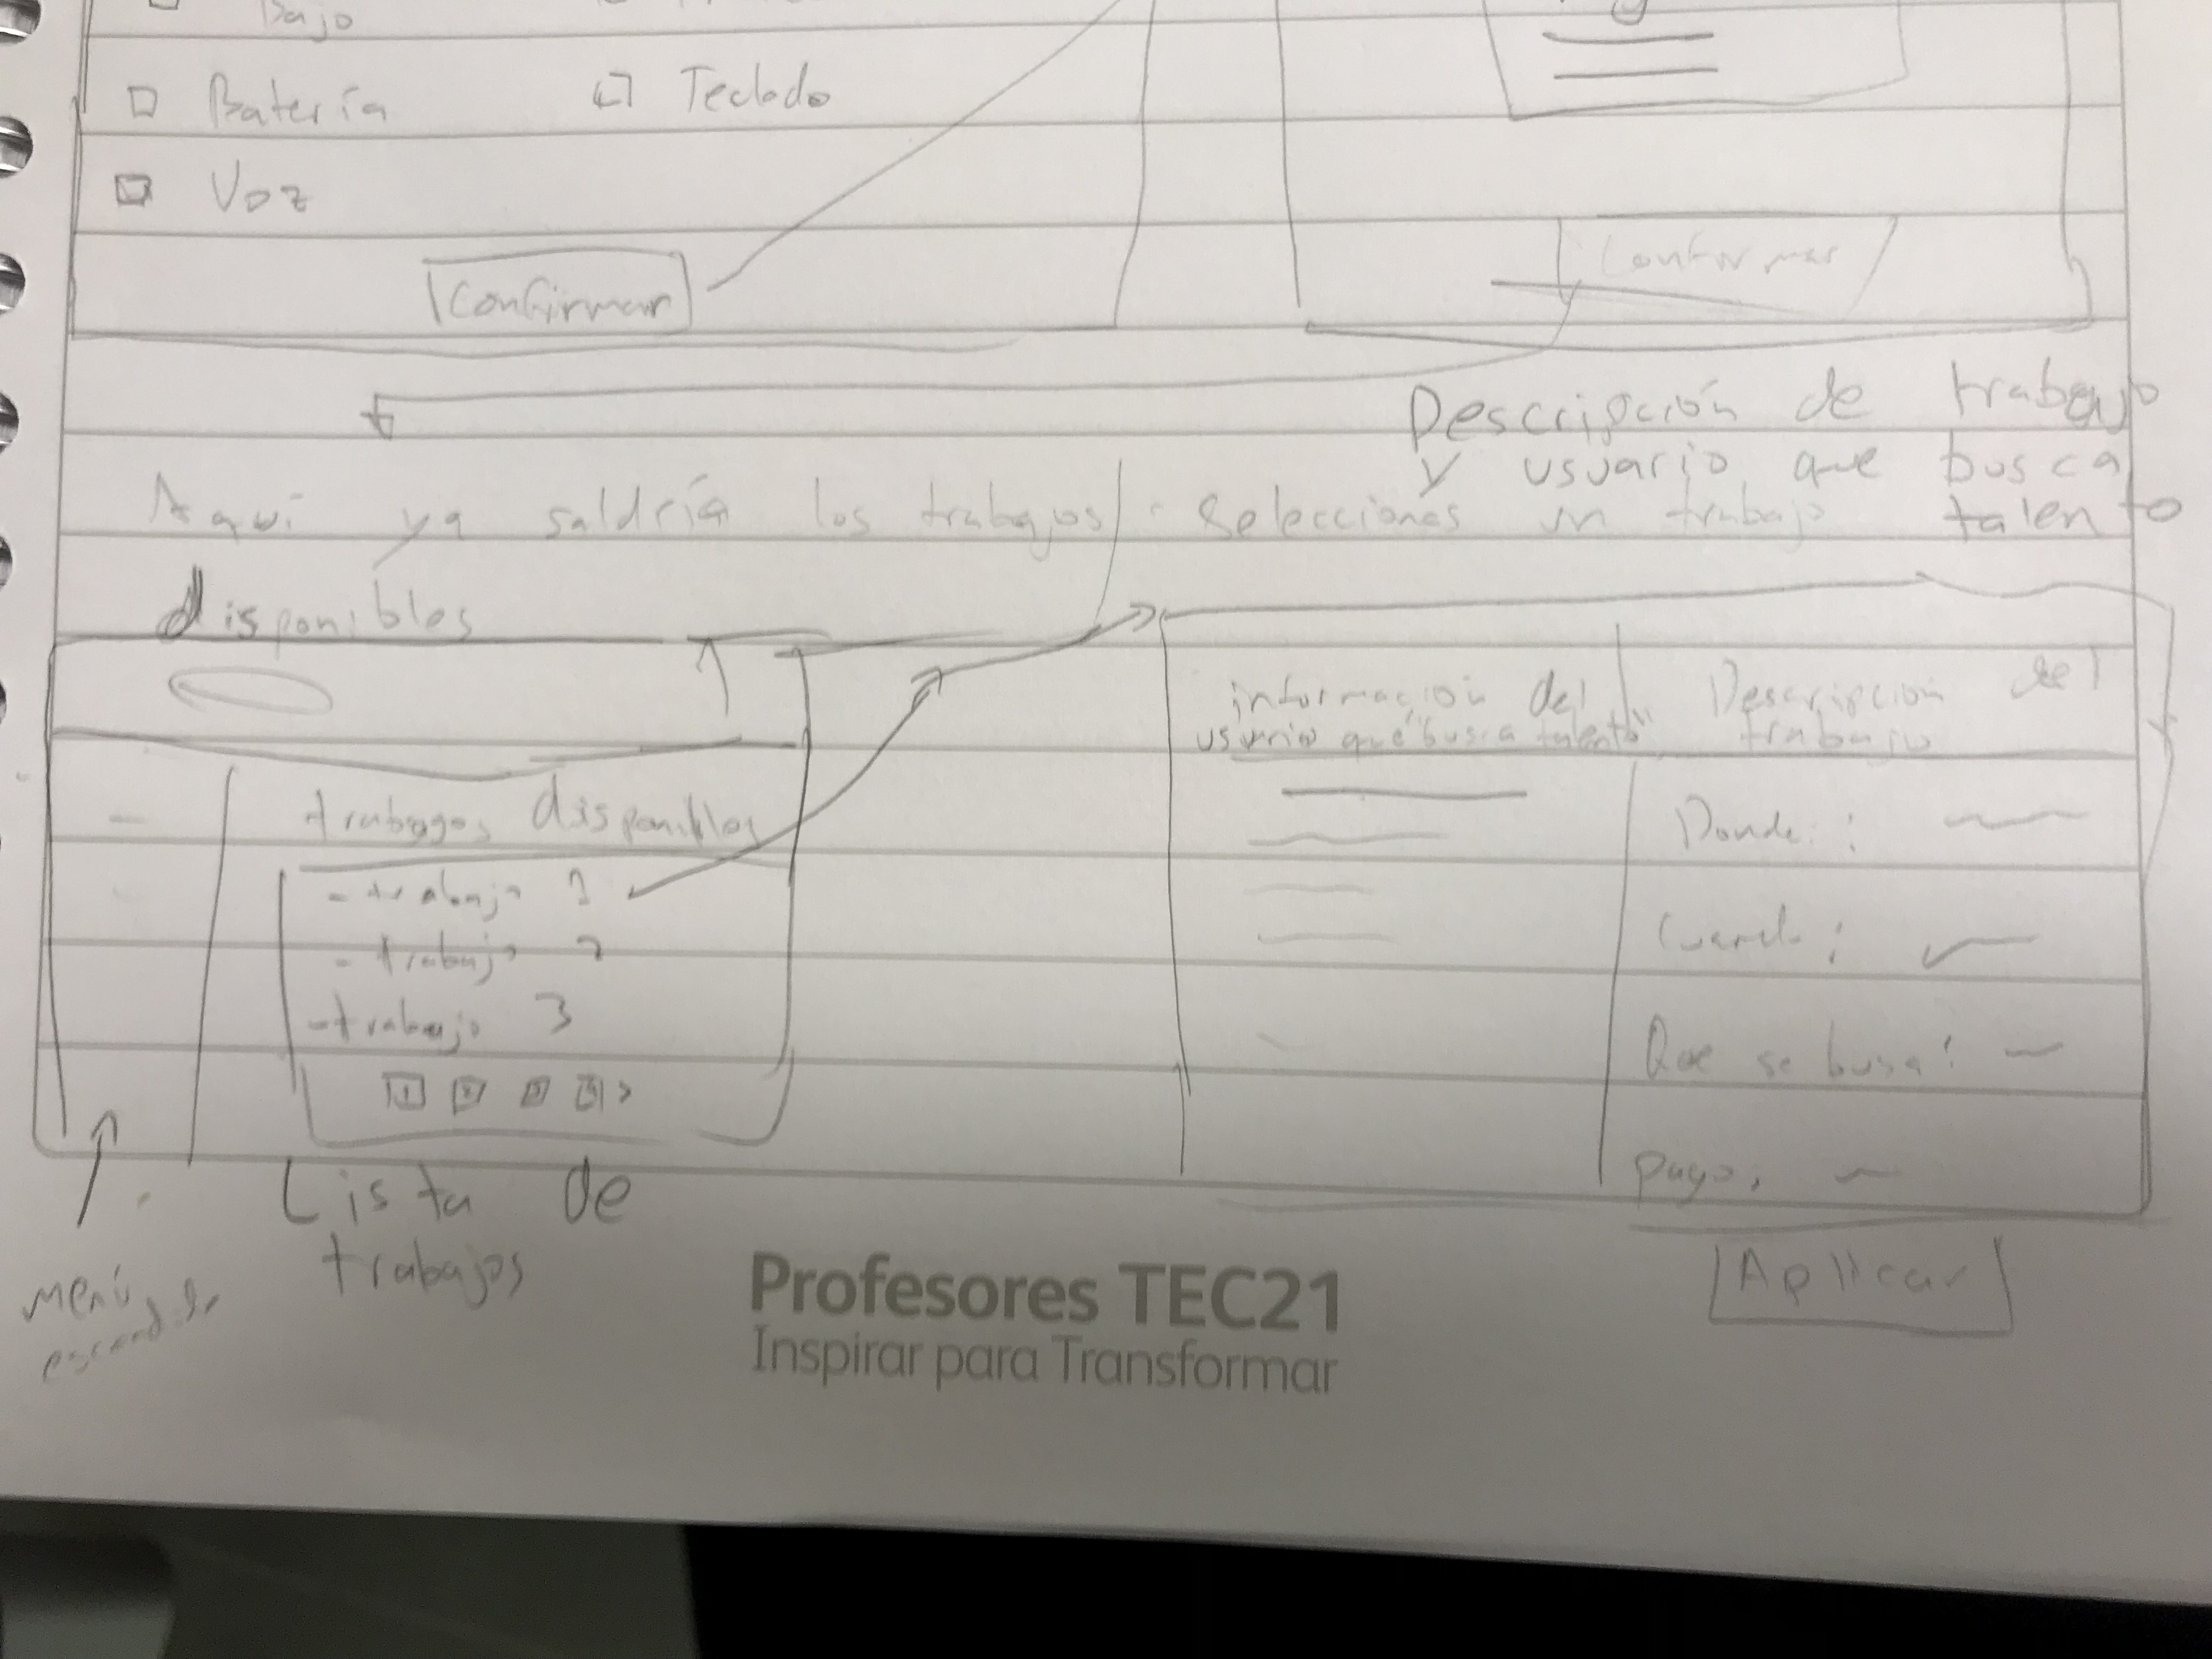 Bajo
Batería
Teclado
Voz
Confirmar
Confirmar
Descripción de trabajo
y usuario que busca
talento
Aquí ya saldría los trabajos
disponibles
Selecciones un trabajo
trabagos disponibles
- trabajo 1
- trabajo 2
- trabajo 3
1 2 3 4 >
Lista de
trabajos
menú
información del
usuario que "busca talento"
Descripción del
trabajo
Donde:
Cuando:
Que se busca:
pago:
Aplicar
Profesores TEC21
Inspirar para Transformar